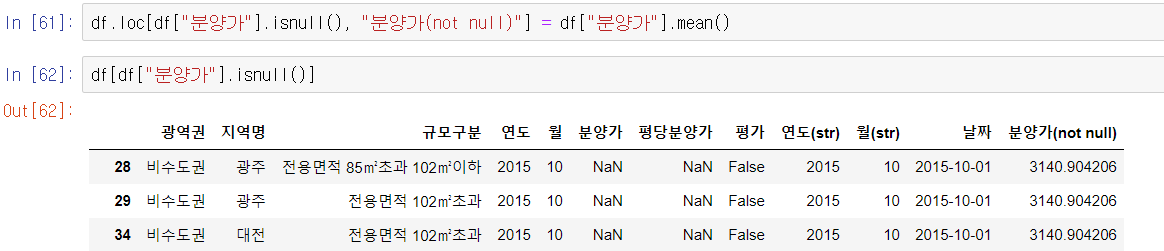 In [61]: df.loc[df["분양가"].isnull(), "분양가(not null)"] = df["분양가"].mean()
In [62]: df[df["분양가"].isnull()]
Out[62]:
광역권 지역명 규모구분 연도 월 분양가 평당분양가 평가 연도(str) 월(str) 날짜 분양가(not null)
28 비수도권 광주 전용면적 85㎡초과 102㎡이하 2015 10 NaN NaN False 2015 10 2015-10-01 3140.904206
29 비수도권 광주 전용면적 102㎡초과 2015 10 NaN NaN False 2015 10 2015-10-01 3140.904206
34 비수도권 대전 전용면적 102㎡초과 2015 10 NaN NaN False 2015 10 2015-10-01 3140.904206